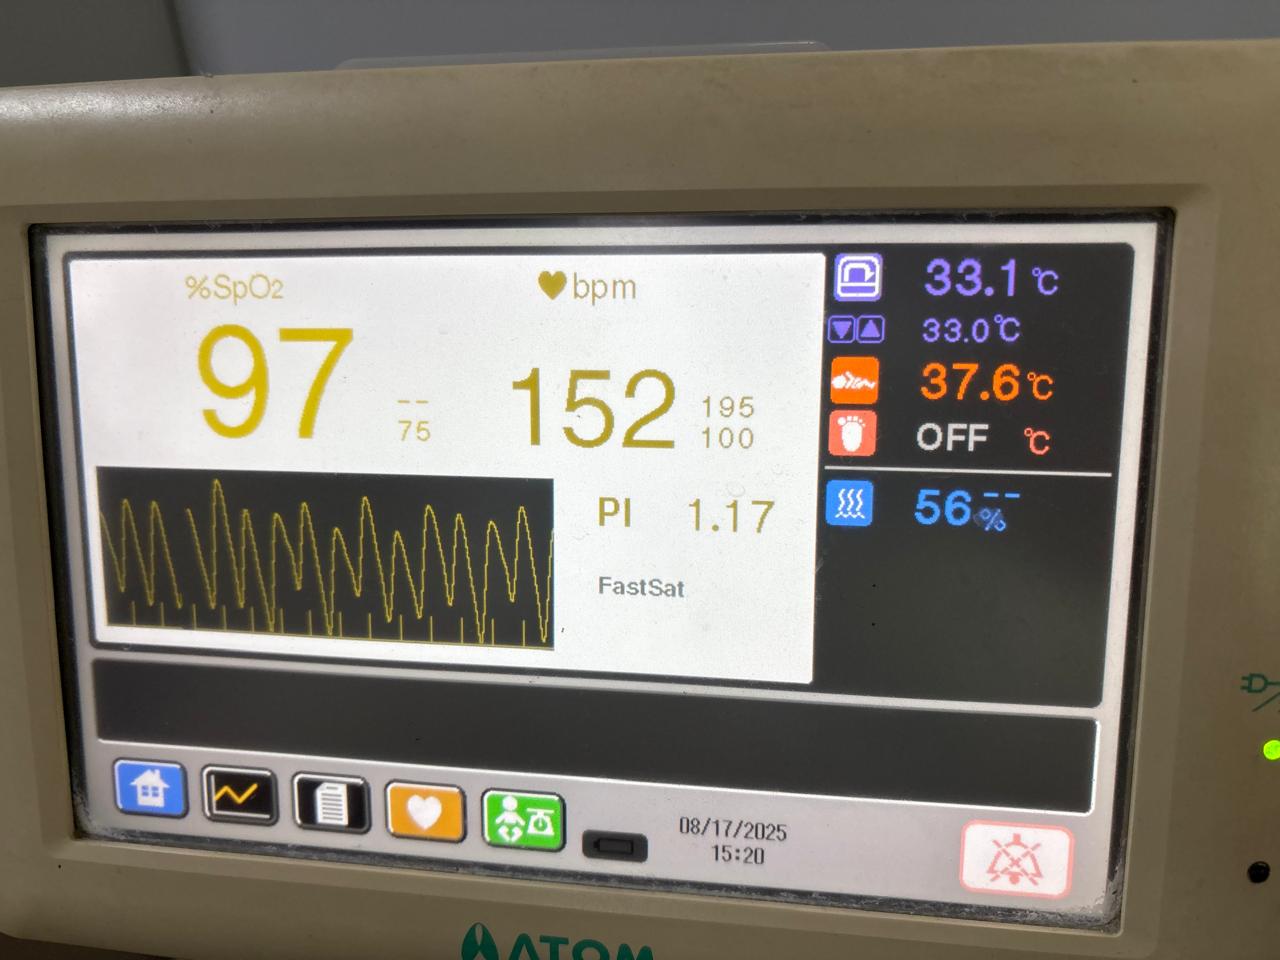 %SpO2
97
--
75
bpm
152
195
100
PI 1.17
FastSat
33.1 ℃
33.0℃
37.6℃
OFF ℃
56 -- %
08/17/2025
15:20
ATOM